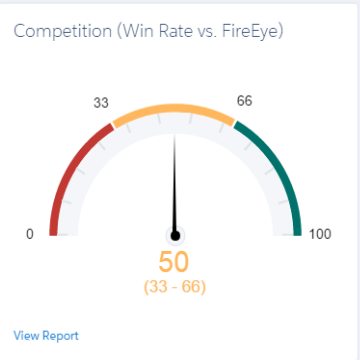 Competition (Win Rate vs. FireEye)
33
66
0
100
50
(33 - 66)
View Report